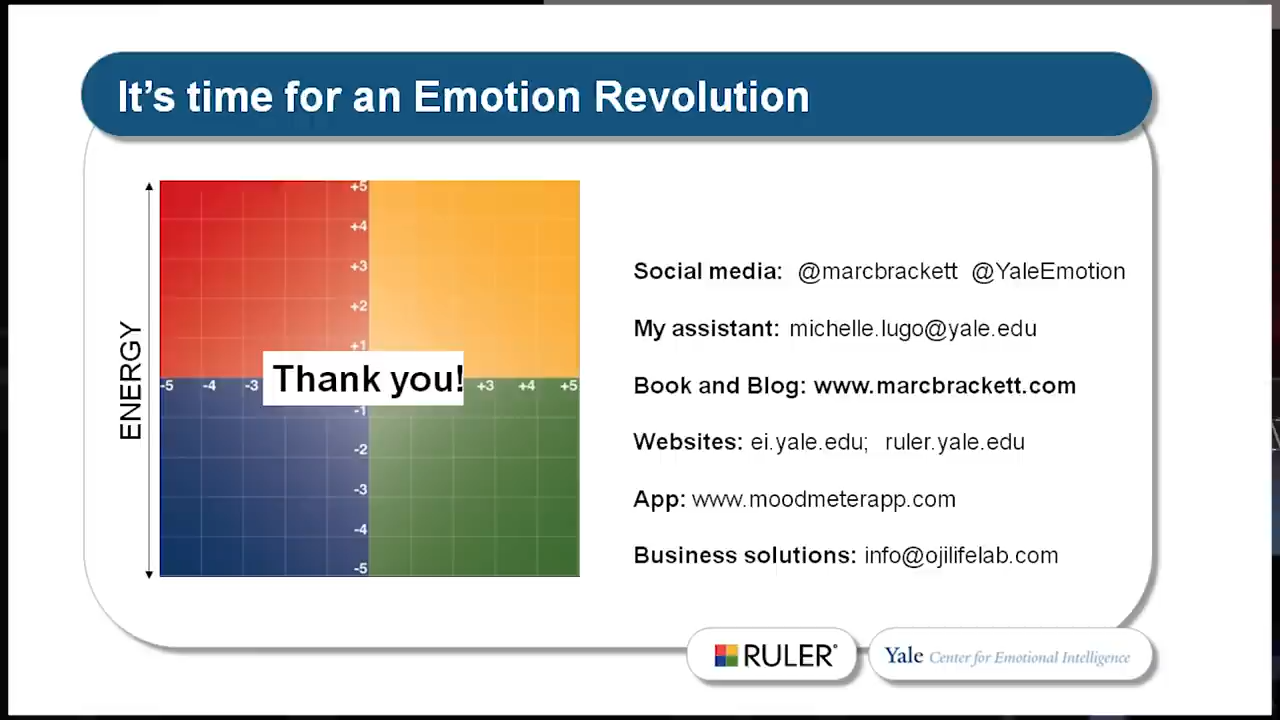 It's time for an Emotion Revolution
ENERGY
+5
+4
+3
+2
+1
-5 -4 -3 Thank you! +3 +4 +5
-1
-2
-3
-4
-5
Social media: @marcbrackett @YaleEmotion
My assistant: michelle.lugo@yale.edu
Book and Blog: www.marcbrackett.com
Websites: ei.yale.edu; ruler.yale.edu
App: www.moodmeterapp.com
Business solutions: info@ojilifelab.com
RULER
Yale Center for Emotional Intelligence